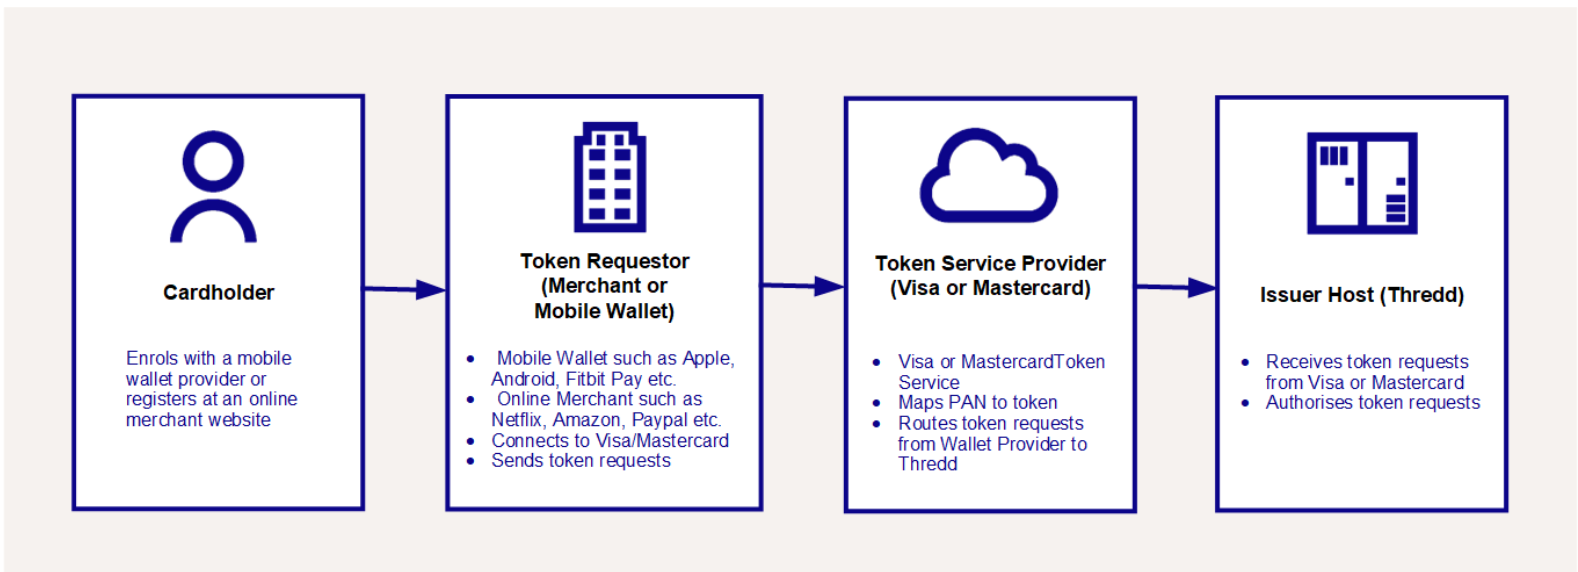 Cardholder
Enrols with a mobile
wallet provider or
registers at an online
merchant website
Token Requestor
(Merchant or
Mobile Wallet)
• Mobile Wallet such as Apple,
Android, Fitbit Pay etc.
• Online Merchant such as
Netflix, Amazon, Paypal etc.
• Connects to Visa/Mastercard
• Sends token requests
Token Service Provider
(Visa or Mastercard)
• Visa or MastercardToken
Service
• Maps PAN to token
• Routes token requests
from Wallet Provider to
Thredd
Issuer Host (Thredd)
• Receives token requests
from Visa or Mastercard
• Authorises token requests